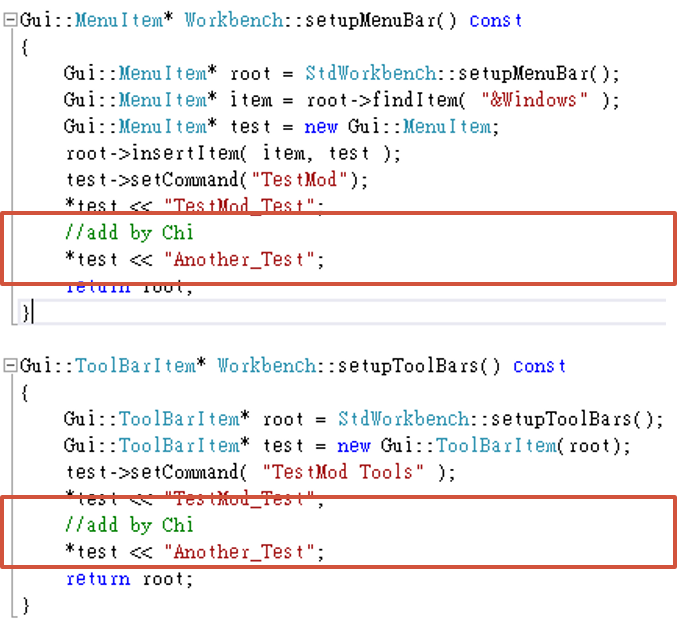 Gui::MenuItem* Workbench::setupMenuBar() const
{
Gui::MenuItem* root = StdWorkbench::setupMenuBar();
Gui::MenuItem* item = root->findItem( "&Windows" );
Gui::MenuItem* test = new Gui::MenuItem;
root->insertItem( item, test );
test->setCommand("TestMod");
*test << "TestMod_Test";
//add by Chi
*test << "Another_Test";
return root;
}
Gui::ToolBarItem* Workbench::setupToolBars() const
{
Gui::ToolBarItem* root = StdWorkbench::setupToolBars();
Gui::ToolBarItem* test = new Gui::ToolBarItem(root);
test->setCommand( "TestMod Tools" );
*test << "TestMod_Test";
//add by Chi
*test << "Another_Test";
return root;
}